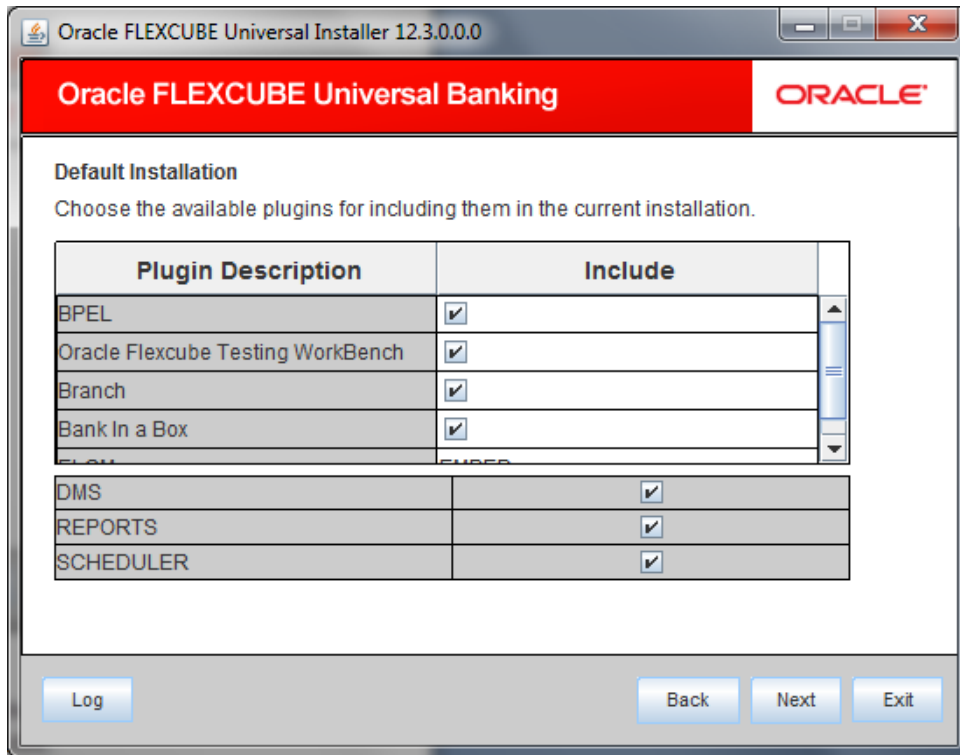 Oracle FLEXCUBE Universal Installer 12.3.0.0.0
Oracle FLEXCUBE Universal Banking
ORACLE
Default Installation
Choose the available plugins for including them in the current installation.
Plugin Description Include
BPEL
Oracle Flexcube Testing WorkBench
Branch
Bank In a Box
DMS
REPORTS
SCHEDULER
Log Back Next Exit